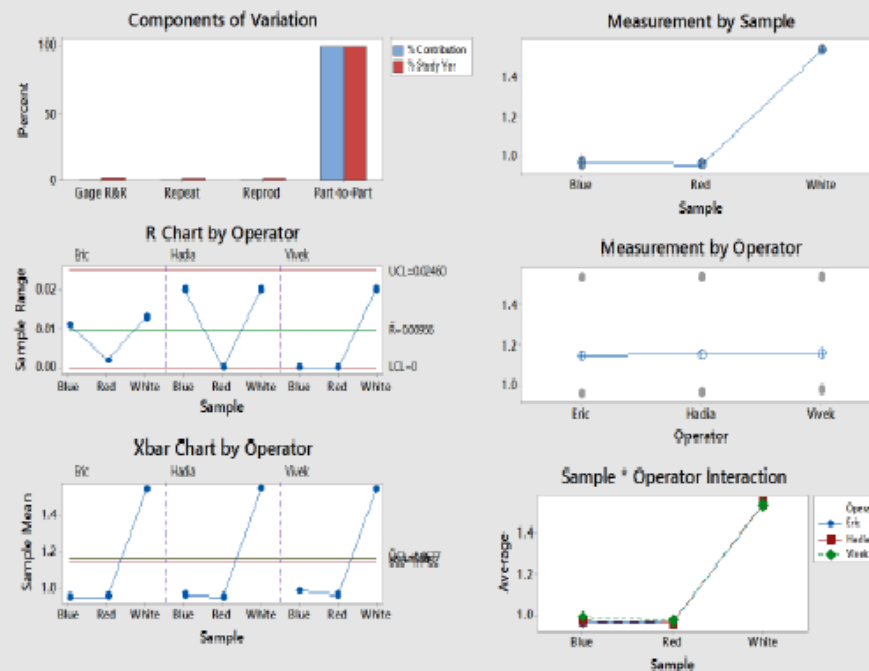 Components of Variation
Percent
100
50
0
Gage R&R
Repeat
Reprod
Part-to-Part
% Contribution
% Study Var
R Chart by Operator
Eric
Hadia
Vivek
Sample Range
0.02
0.01
0.00
UCL=0.02460
LCL=0
Blue
Red
White
Blue
Red
White
Blue
Red
White
Sample
Xbar Chart by Operator
Eric
Hadia
Vivek
Sample Mean
1.4
1.2
1.0
Blue
Red
White
Blue
Red
White
Blue
Red
White
Sample
Measurement by Sample
1.4
1.2
1.0
Blue
Red
White
Sample
Measurement by Operator
1.4
1.2
1.0
Eric
Hadia
Vivek
Operator
Sample * Operator Interaction
Average
1.4
1.2
1.0
Blue
Red
White
Sample
Opera
Eric
Hadia
Vivek